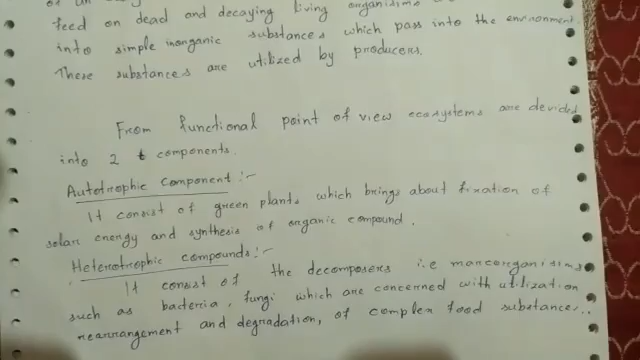 feed on dead and decaying living organisms
into simple inorganic substances which pass into the environment.
These substances are utilized by producers.
From functional point of view ecosystems are devided
into 2 components.
Autotrophic component :-
It consist of green plants which brings about fixation of
solar energy and synthesis of organic compound.
Heterotrophic compounds :-
It consist of the decomposers i.e marcorganisims
such as bacteria, fungi which are concerned with utilization
rearrangement and degradation, of complex food substances..